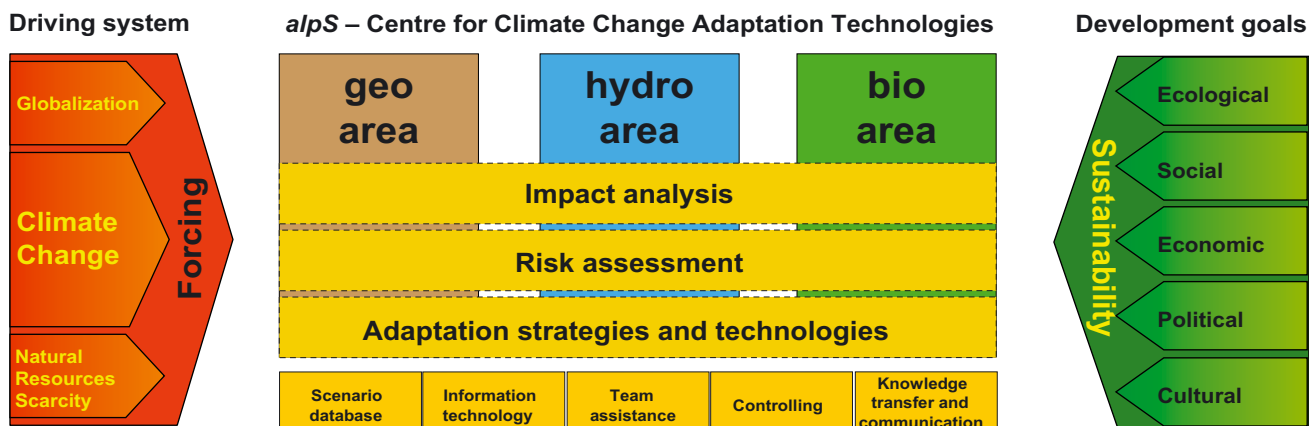 Driving system
alpS – Centre for Climate Change Adaptation Technologies
Development goals
Globalization
Climate
Change
Natural
Resources
Scarcity
Forcing
geo
area
hydro
area
bio
area
Impact analysis
Risk assessment
Adaptation strategies and technologies
Scenario
database
Information
technology
Team
assistance
Controlling
Knowledge
transfer and
communication
Sustainability
Ecological
Social
Economic
Political
Cultural